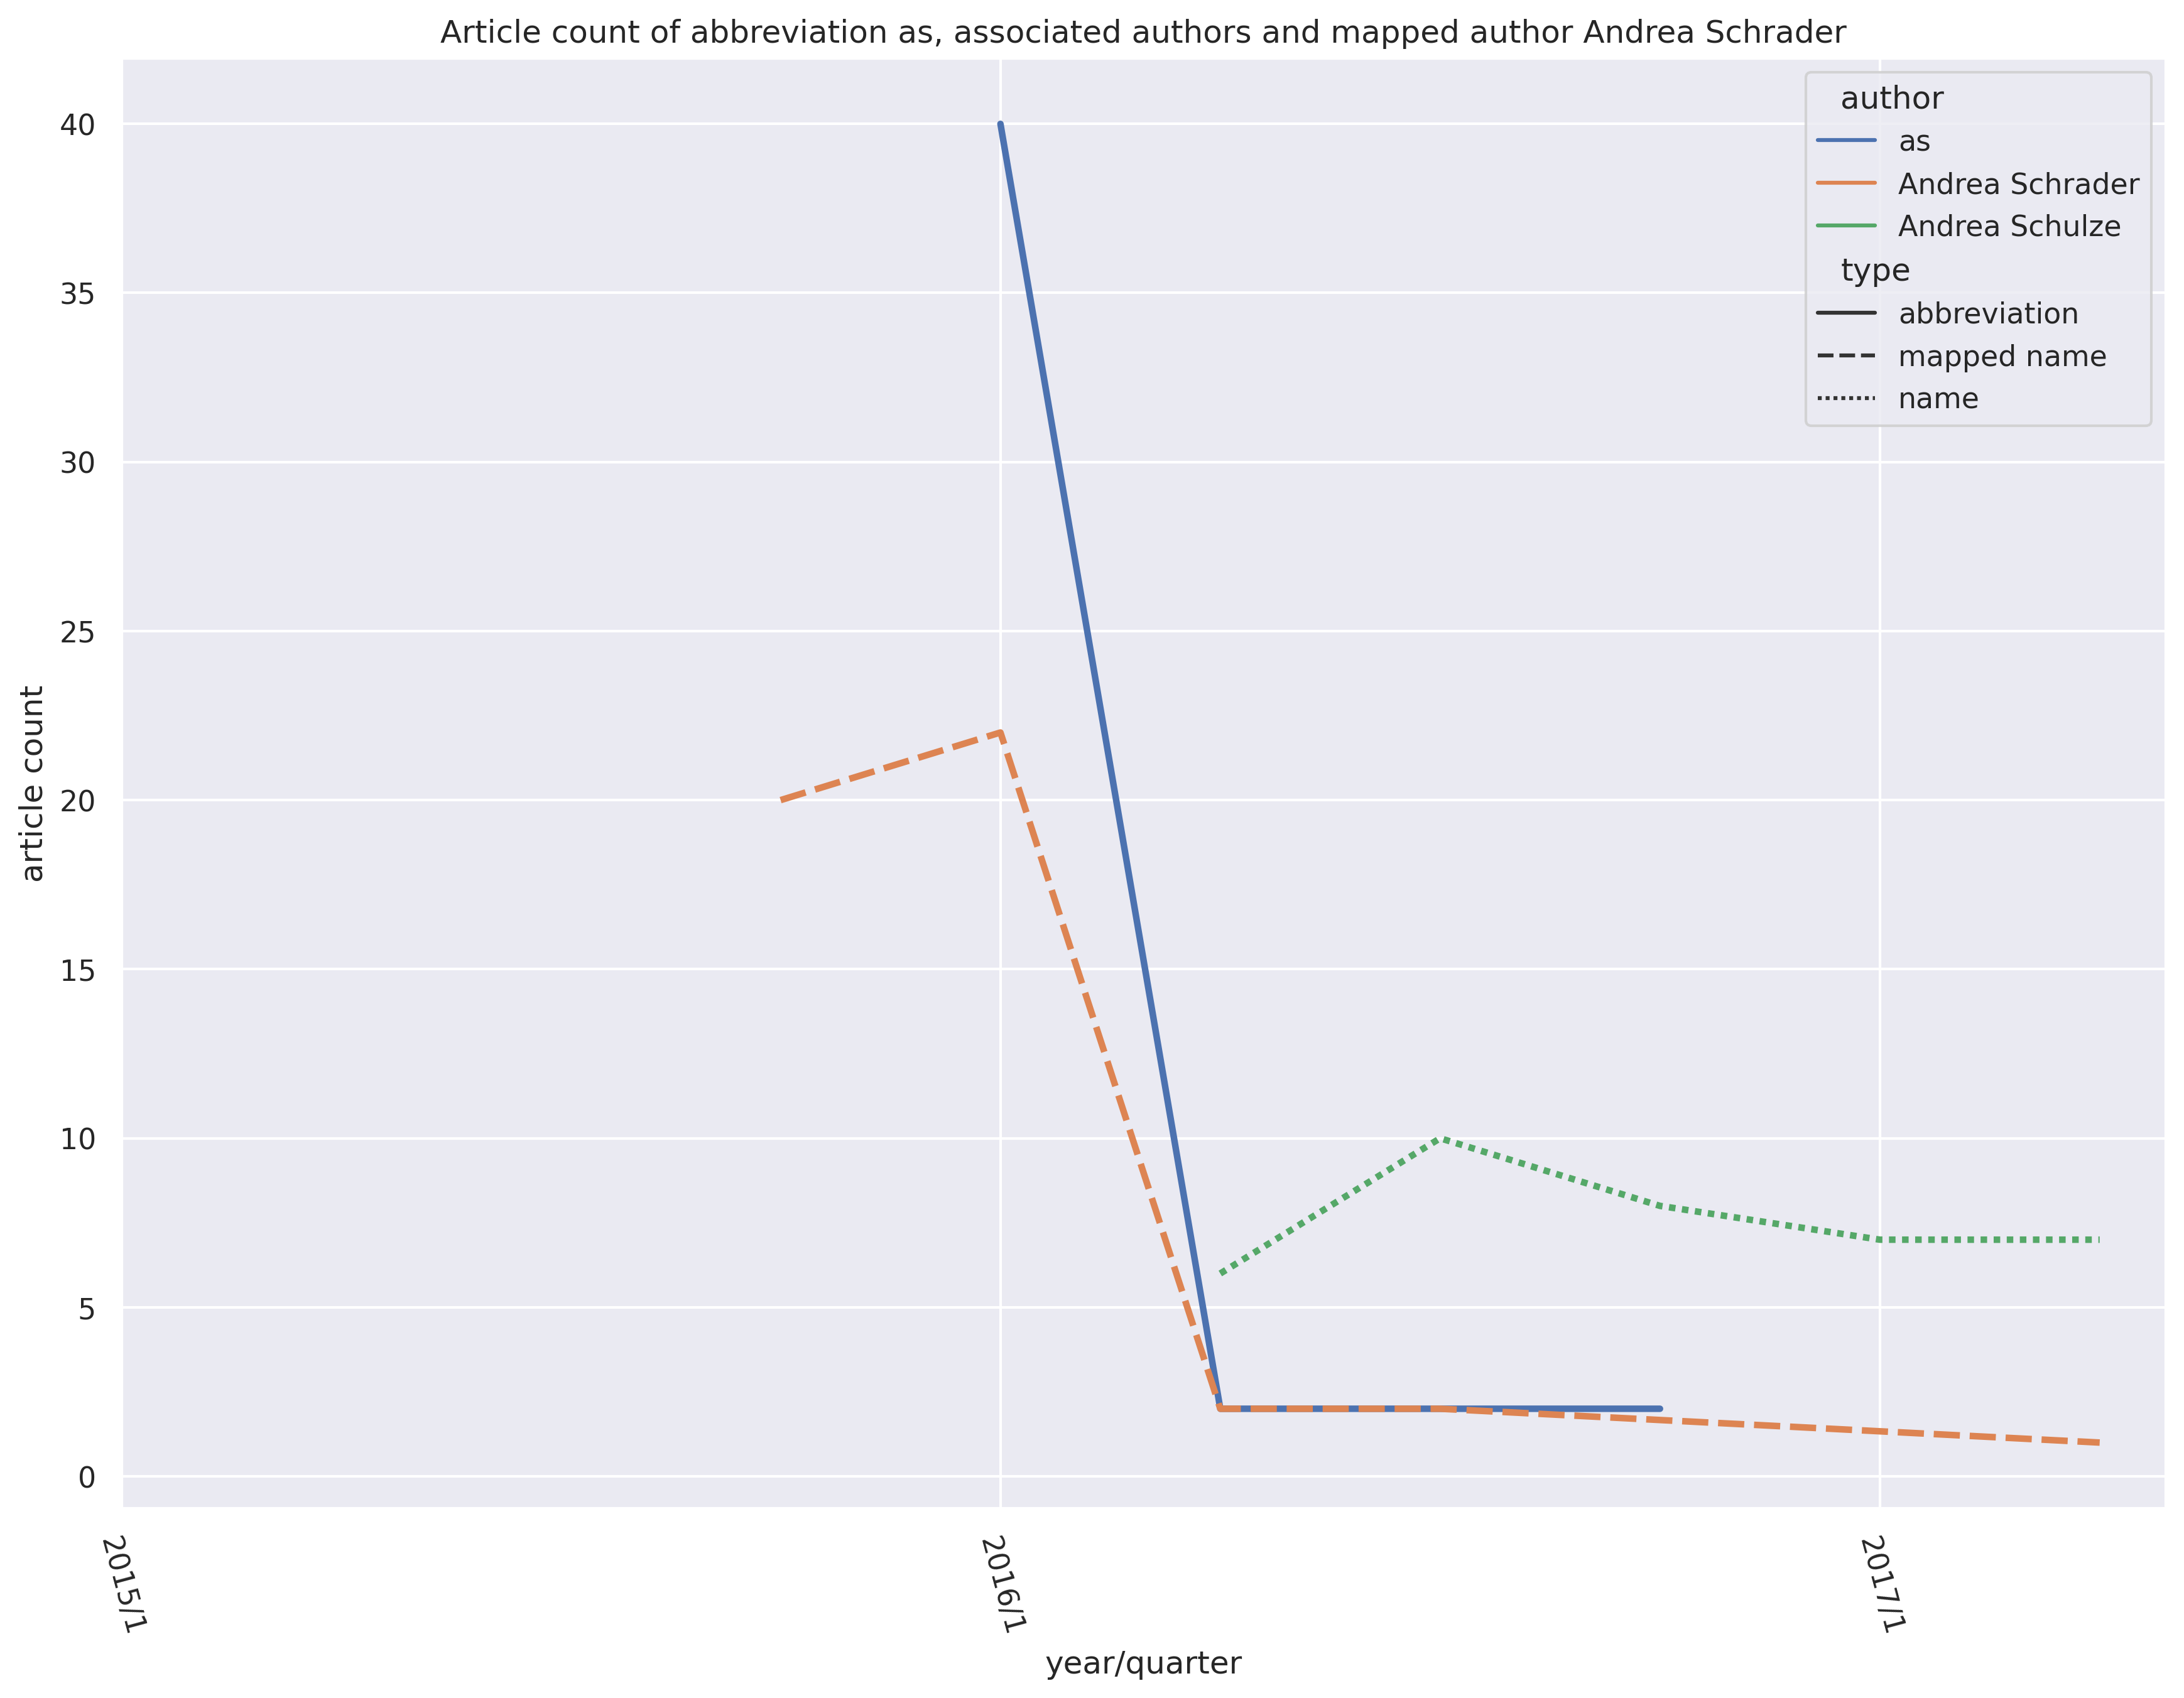 Article count of abbreviation as, associated authors and mapped author Andrea Schrader
author
as
Andrea Schrader
Andrea Schulze
type
abbreviation
mapped name
name
article count
40
35
30
25
20
15
10
5
0
2015/1
2016/1
2017/1
year/quarter